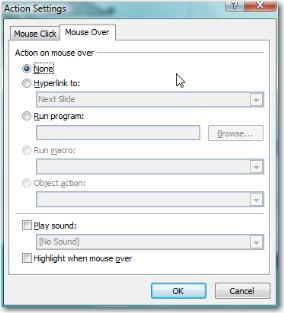 Action Settings
Mouse Click
Mouse Over
Action on mouse over
None
Hyperlink to:
Next Slide
Run program:
Browse...
Run macro:
Object action:
Play sound:
[No Sound]
Highlight when mouse over
OK
Cancel